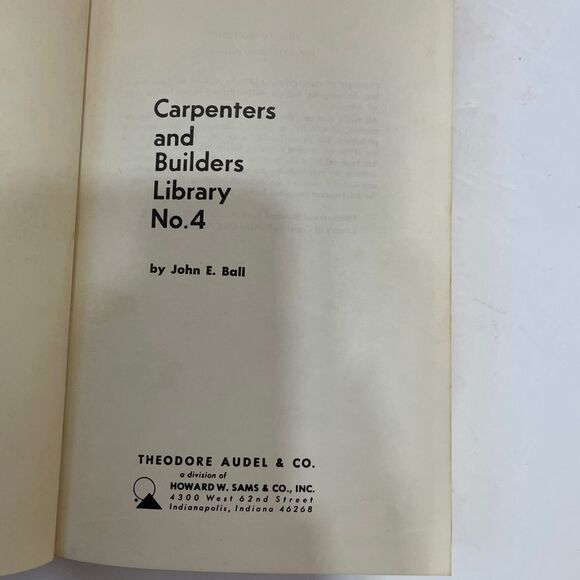 Carpenters
and
Builders
Library
No.4
by John E. Ball
THEODORE AUDEL & CO.
a division of
HOWARD W. SAMS & CO., INC.
4300 West 62nd Street
Indianapolis, Indiana 46268